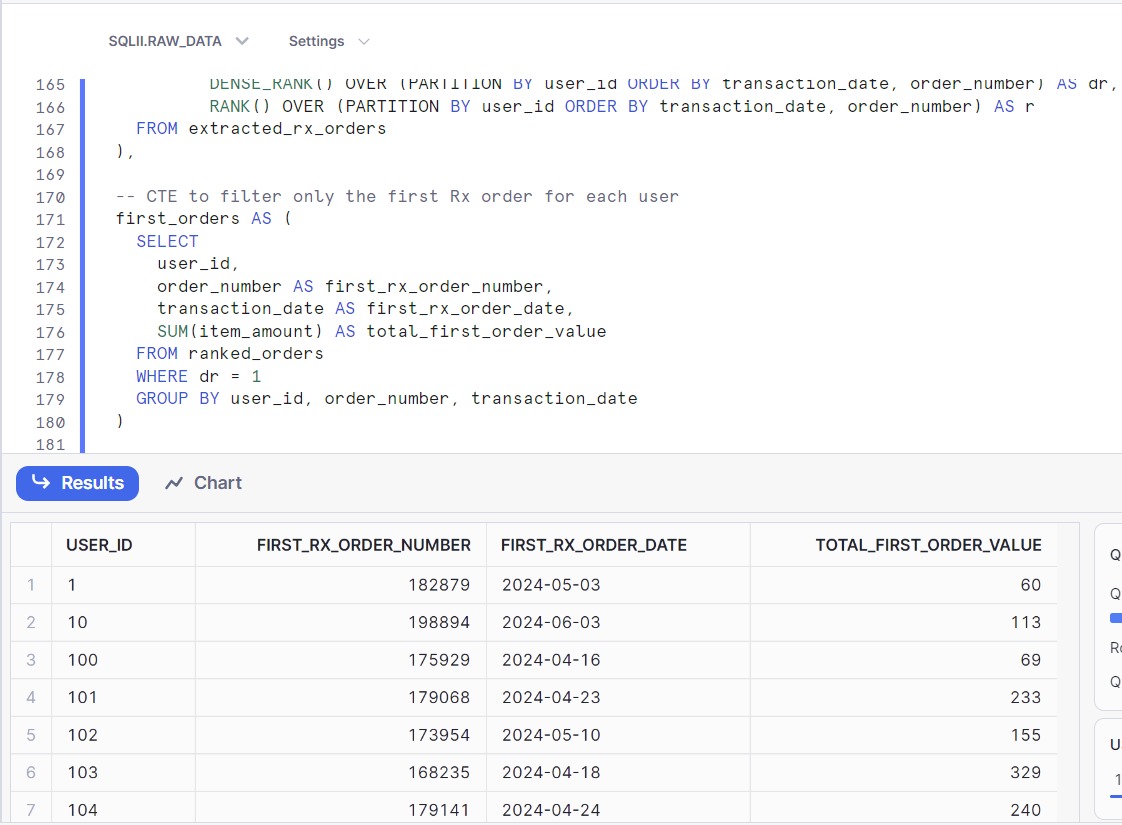 SQLII.RAW_DATA Settings
165 DENSE_RANK() OVER (PARTITION BY user_id ORDER BY transaction_date, order_number) AS dr,
166 RANK() OVER (PARTITION BY user_id ORDER BY transaction_date, order_number) AS r
167 FROM extracted_rx_orders
168 ),
169
170 -- CTE to filter only the first Rx order for each user
171 first_orders AS (
172 SELECT
173 user_id,
174 order_number AS first_rx_order_number,
175 transaction_date AS first_rx_order_date,
176 SUM(item_amount) AS total_first_order_value
177 FROM ranked_orders
178 WHERE dr = 1
179 GROUP BY user_id, order_number, transaction_date
180 )
181
Results Chart
USER_ID FIRST_RX_ORDER_NUMBER FIRST_RX_ORDER_DATE TOTAL_FIRST_ORDER_VALUE
1 1 182879 2024-05-03 60
2 10 198894 2024-06-03 113
3 100 175929 2024-04-16 69
4 101 179068 2024-04-23 233
5 102 173954 2024-05-10 155
6 103 168235 2024-04-18 329
7 104 179141 2024-04-24 240